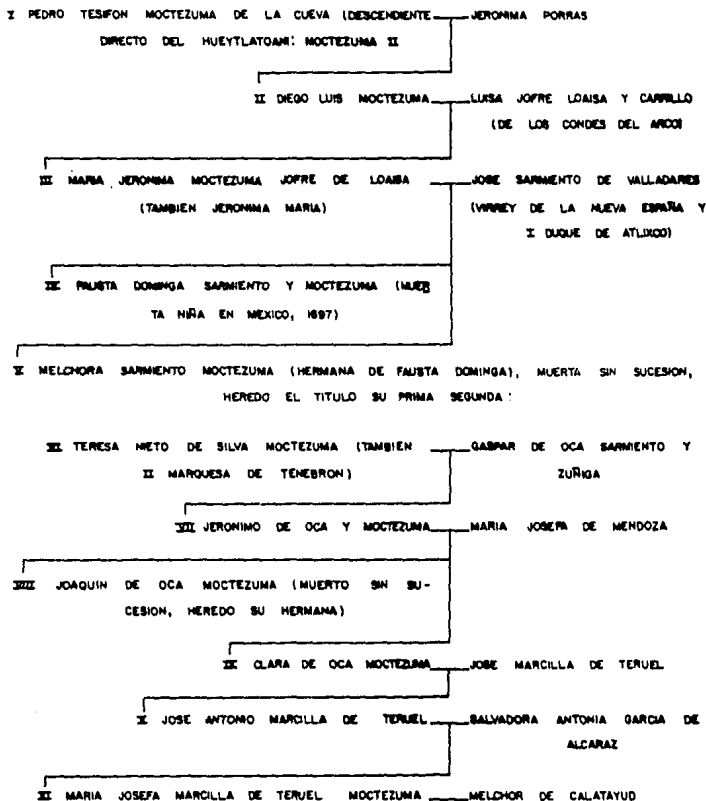 I PEDRO TESIFON MOCTEZUMA DE LA CUEVA (DESCENDIENTE JERONIMA PORRAS
DIRECTO DEL HUEYTLATOANI: MOCTEZUMA II
II DIEGO LUIS MOCTEZUMA LUISA JOFRE LOAISA Y CARRILLO
(DE LOS CONDES DEL ARCO)
III MARIA JERONIMA MOCTEZUMA JOFRE DE LOAISA JOSE SARMIENTO DE VALLADARES
(TAMBIEN JERONIMA MARIA) (VIRREY DE LA NUEVA ESPAÑA Y
I DUQUE DE ATLIXCO)
IV FAUSTA DOMINGA SARMIENTO Y MOCTEZUMA (MUER
TA NIÑA EN MEXICO, 1697)
V MELCHORA SARMIENTO MOCTEZUMA (HERMANA DE FAUSTA DOMINGA), MUERTA SIN SUCESION,
HEREDO EL TITULO SU PRIMA SEGUNDA:
VI TERESA NIETO DE SILVA MOCTEZUMA (TAMBIEN GASPAR DE OCA SARMIENTO Y
II MARQUESA DE TENEBRON) ZUÑIGA
VII JERONIMO DE OCA Y MOCTEZUMA MARIA JOSEFA DE MENDOZA
VIII JOAQUIN DE OCA MOCTEZUMA (MUERTO SIN SU-
CESION, HEREDO SU HERMANA)
IX CLARA DE OCA MOCTEZUMA JOSE MARCILLA DE TERUEL
X JOSE ANTONIO MARCILLA DE TERUEL SALVADORA ANTONIA GARCIA DE
ALCARAZ
XI MARIA JOSEFA MARCILLA DE TERUEL MOCTEZUMA MELCHOR DE CALATAYUD